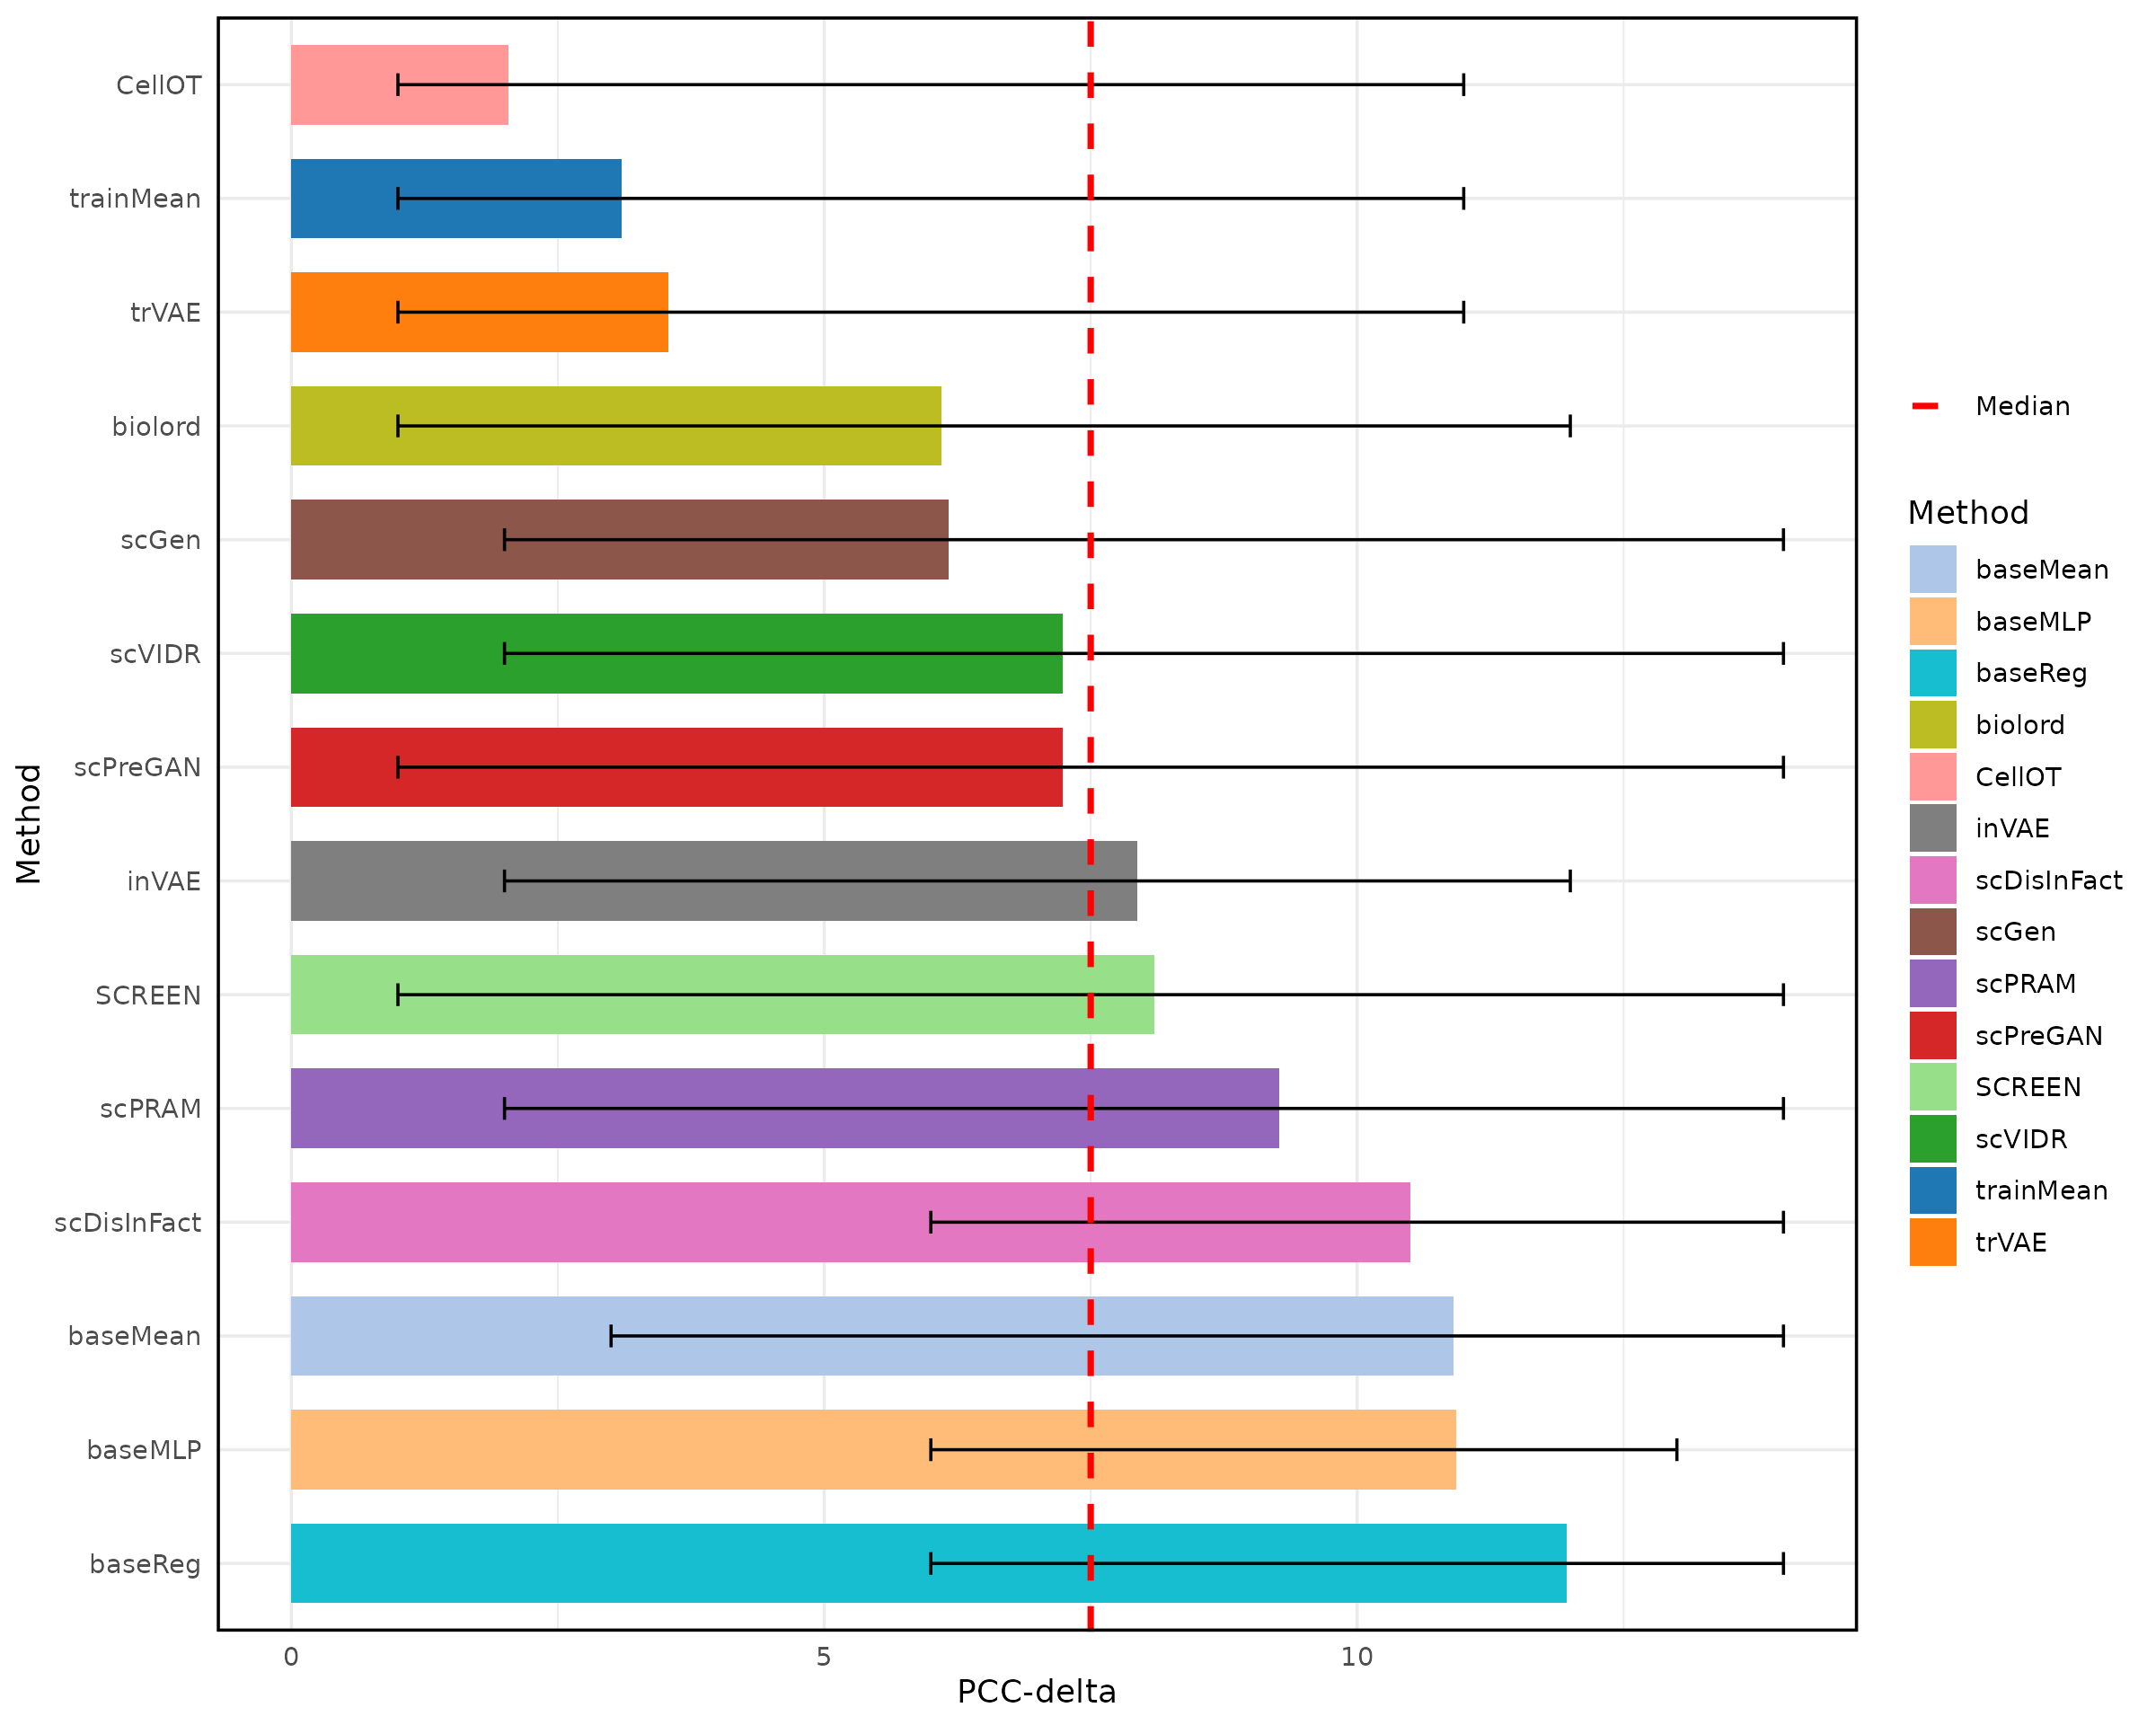 CellOT
trainMean
trVAE
biolord
scGen
scVIDR
scPreGAN
inVAE
SCREEN
scPRAM
scDisInFact
baseMean
baseMLP
baseReg
Method
0 5 10
PCC-delta
Median
Method
baseMean
baseMLP
baseReg
biolord
CellOT
inVAE
scDisInFact
scGen
scPRAM
scPreGAN
SCREEN
scVIDR
trainMean
trVAE